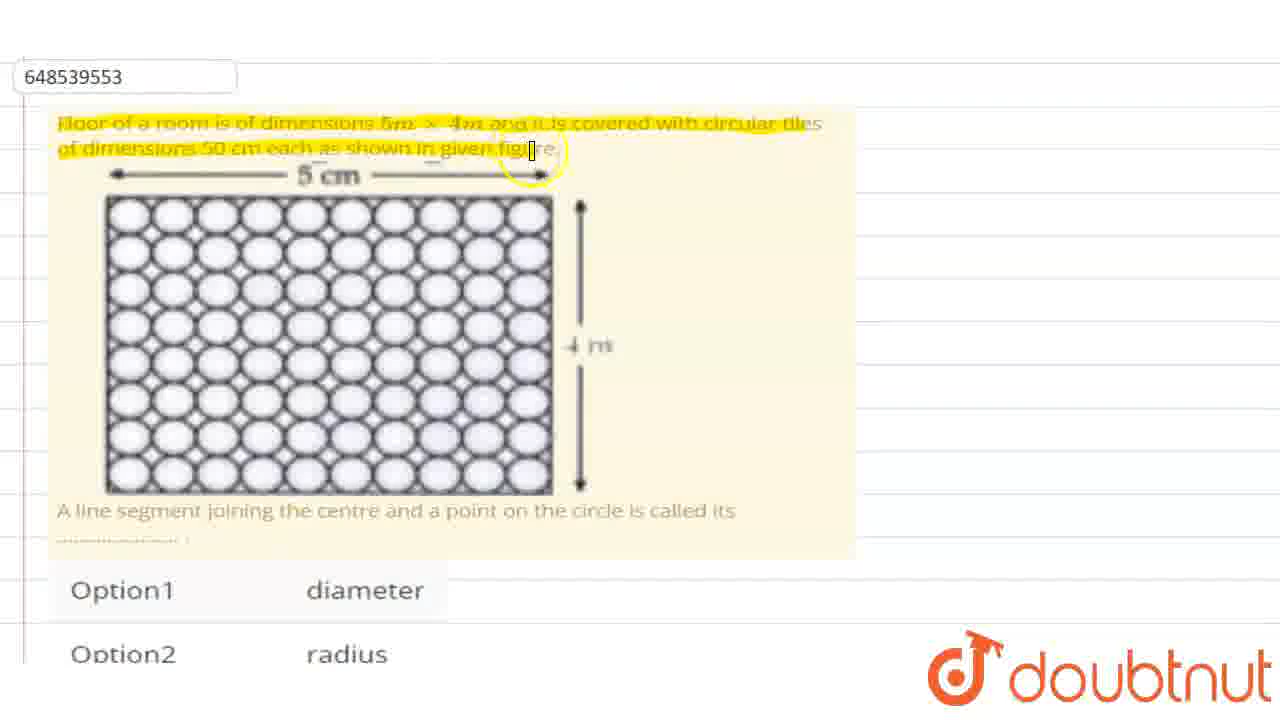 648539553
Floor of a room is of dimensions 5m × 4m and it is covered with circular tiles
of dimensions 50 cm each as shown in given figure.
5 cm
4 m
A line segment joining the centre and a point on the circle is called its
.................... .
Option1 diameter
Option2 radius
doubtnut